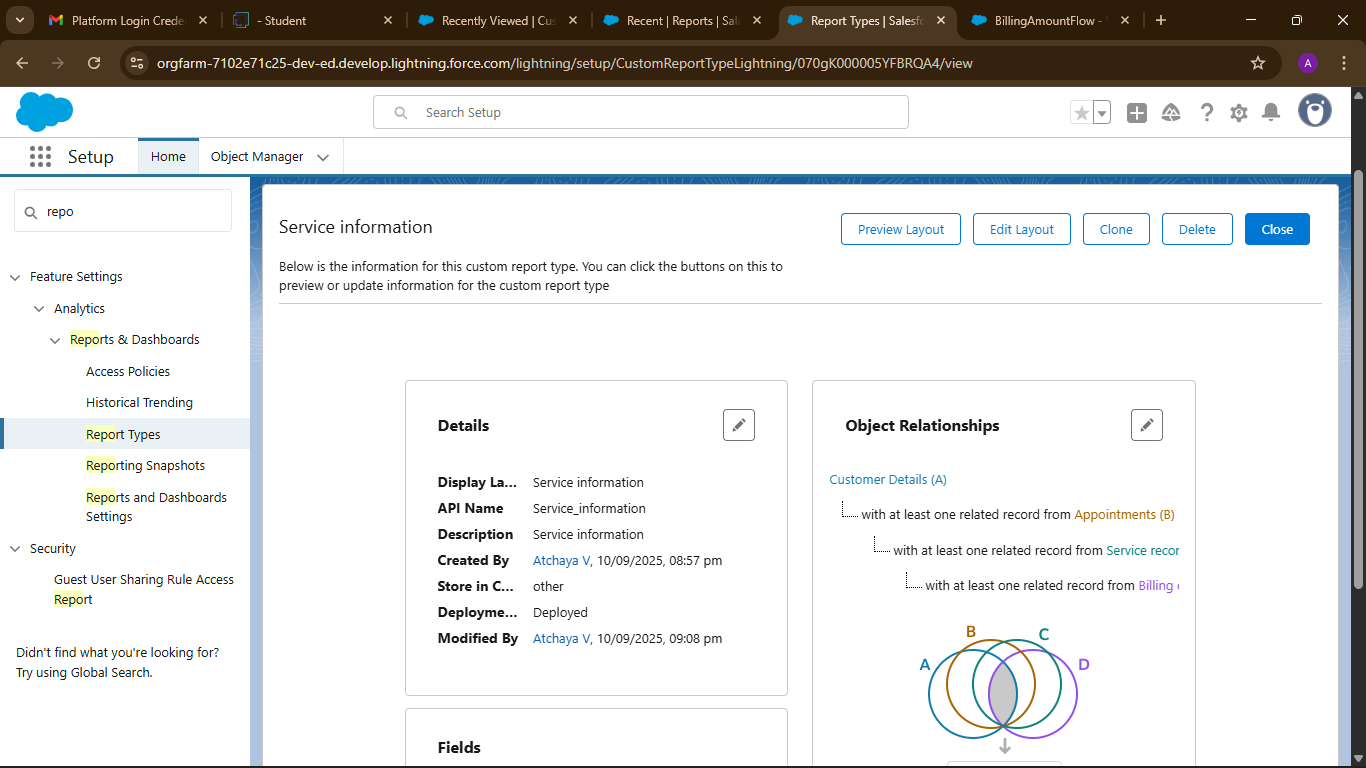 Platform Login Crede
- Student
Recently Viewed | Cus
Recent | Reports | Sale
Report Types | Salesfo
BillingAmountFlow -
orgfarm-7102e71c25-dev-ed.develop.lightning.force.com/lightning/setup/CustomReportTypeLightning/070gK000005YFBRQA4/view
A
Search Setup
Setup
Home
Object Manager
repo
Feature Settings
Analytics
Reports & Dashboards
Access Policies
Historical Trending
Report Types
Reporting Snapshots
Reports and Dashboards
Settings
Security
Guest User Sharing Rule Access
Report
Didn't find what you're looking for?
Try using Global Search.
Service information
Preview Layout
Edit Layout
Clone
Delete
Close
Below is the information for this custom report type. You can click the buttons on this to
preview or update information for the custom report type
Details
Display La... Service information
API Name Service_information
Description Service information
Created By Atchaya V, 10/09/2025, 08:57 pm
Store in C... other
Deployme... Deployed
Modified By Atchaya V, 10/09/2025, 09:08 pm
Fields
Object Relationships
Customer Details (A)
with at least one related record from Appointments (B)
with at least one related record from Service recor
with at least one related record from Billing
A
B
C
D